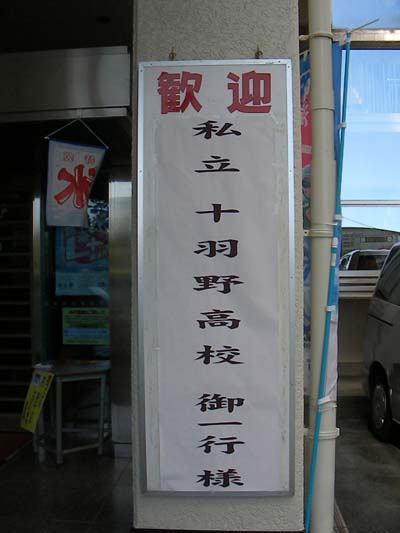 歓迎
私立 十羽野高校 御一行様
氷